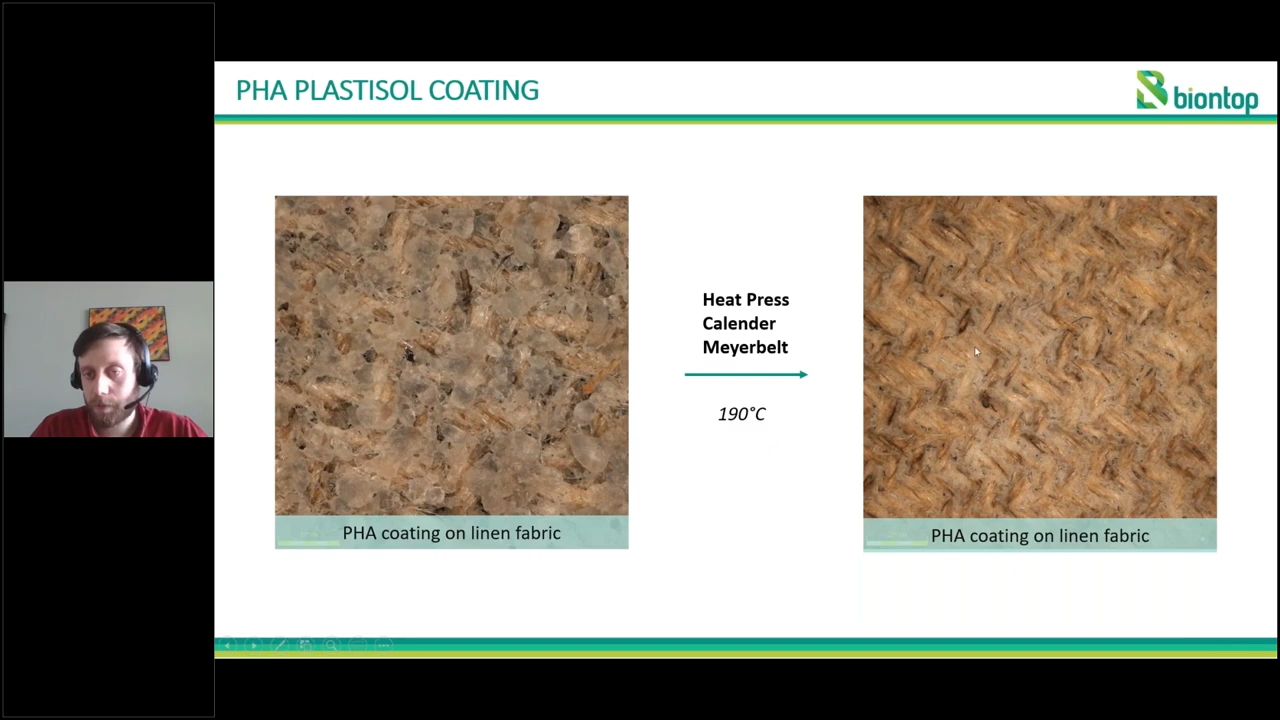 PHA PLASTISOL COATING
biontop
Heat Press
Calender
Meyerbelt
190°C
PHA coating on linen fabric
PHA coating on linen fabric